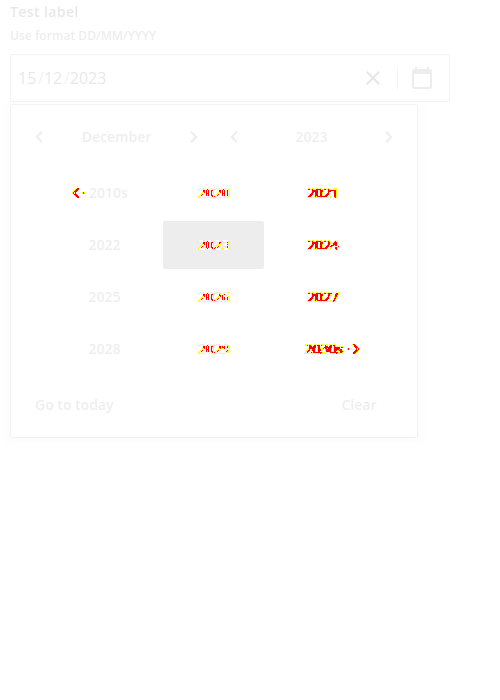 Test label
Use format DD/MM/YYYY
15/12/2023
December 2023
2010s 2021
2022 2024
2025 2027
2028 2030s
Go to today Clear